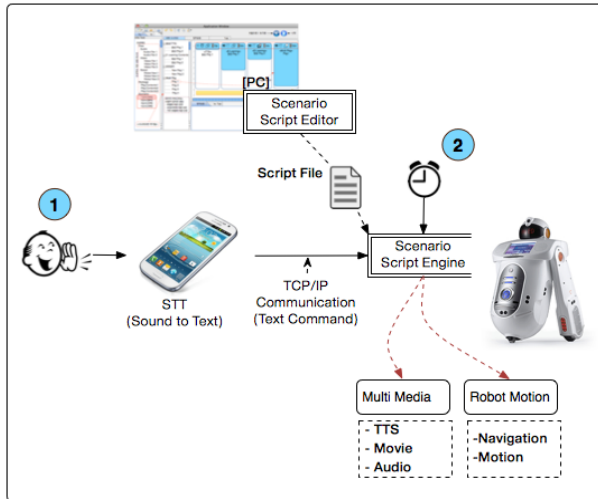 [PC]
Scenario
Script Editor
2
Script File
1
Scenario
Script Engine
STT
(Sound to Text)
TCP/IP
Communication
(Text Command)
Multi Media
Robot Motion
- TTS
- Movie
- Audio
-Navigation
-Motion